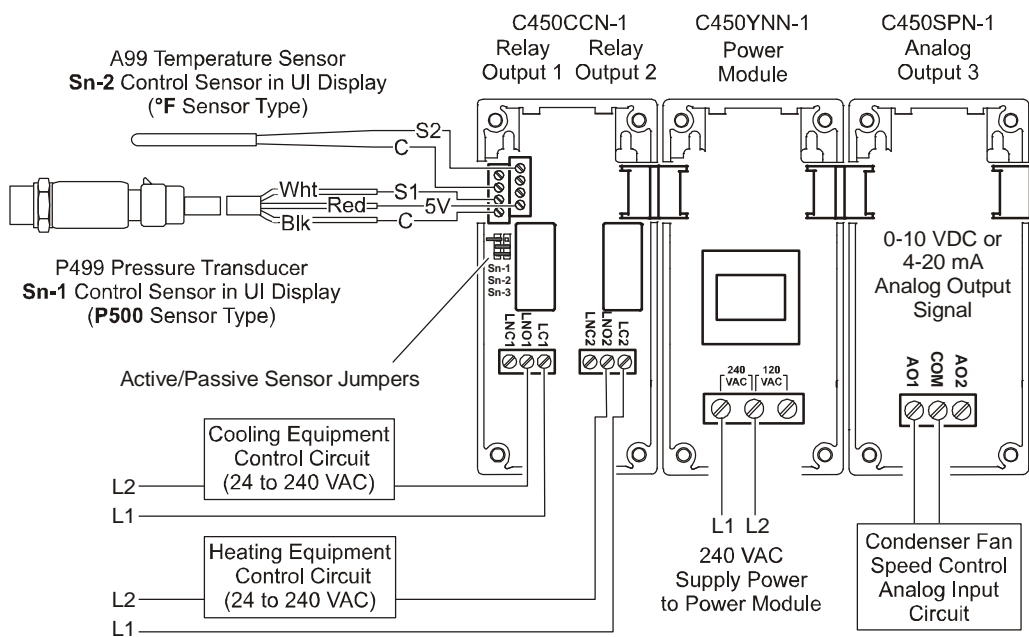 C450CCN-1
Relay Output 1
Relay Output 2
C450YNN-1
Power
Module
C450SPN-1
Analog
Output 3
A99 Temperature Sensor
Sn-2 Control Sensor in UI Display
(°F Sensor Type)
S2
C
Wht
S1
Red
5V
Blk
C
P499 Pressure Transducer
Sn-1 Control Sensor in UI Display
(P500 Sensor Type)
Sn-1
Sn-2
Sn-3
Active/Passive Sensor Jumpers
LNC1
LNO1
LC1
LNC2
LNO2
LC2
240
VAC
120
VAC
0-10 VDC or
4-20 mA
Analog Output
Signal
AO1
COM
AO2
Cooling Equipment
Control Circuit
(24 to 240 VAC)
L2
L1
Heating Equipment
Control Circuit
(24 to 240 VAC)
L2
L1
L1 L2
240 VAC
Supply Power
to Power Module
Condenser Fan
Speed Control
Analog Input
Circuit